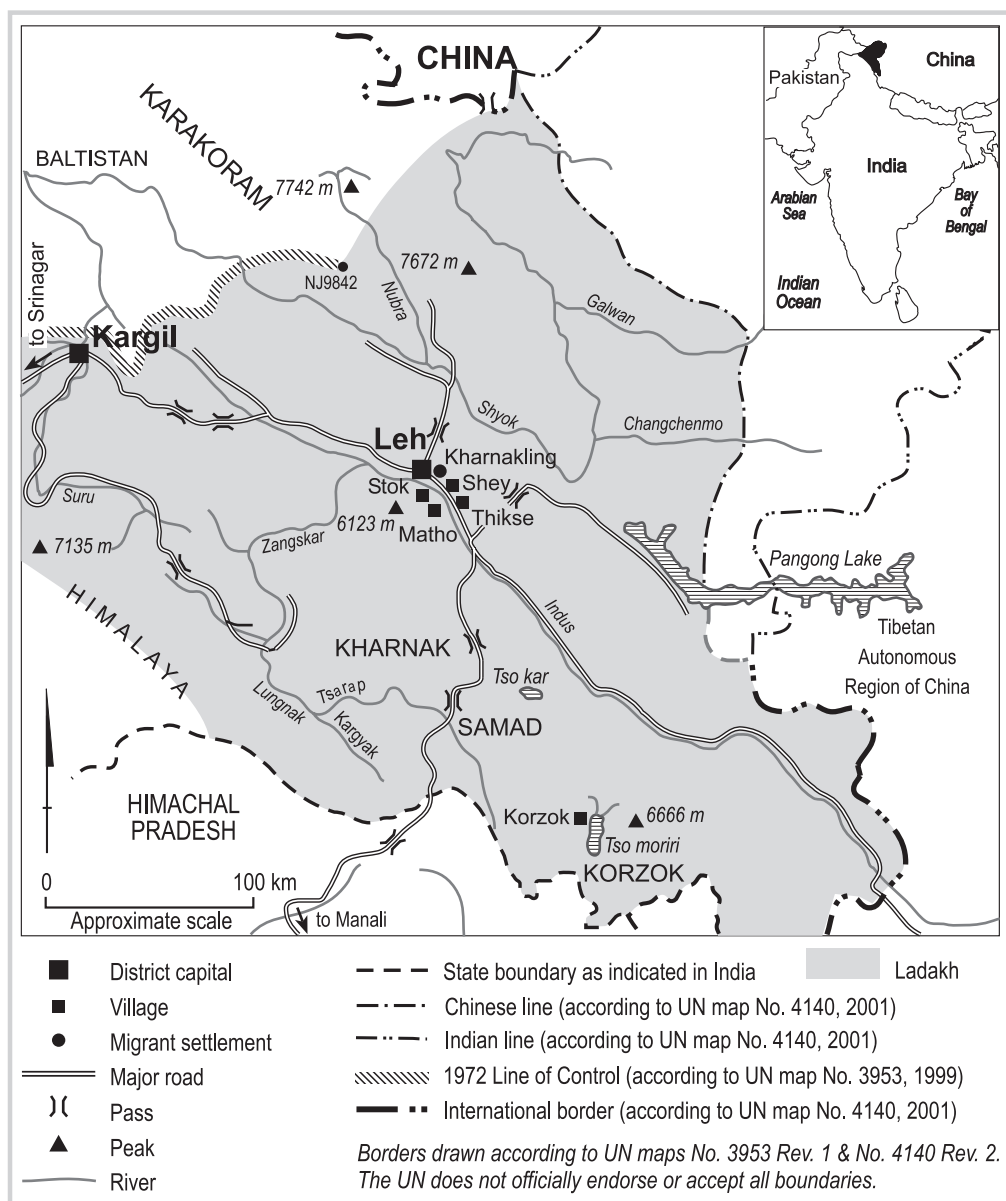 CHINA
KARAKORAM
BALTISTAN
7742 m
7672 m
NJ9842
Nubra
Galwan
to Srinagar
Kargil
Shyok
Changchenmo
Leh
Kharnakling
Shey
Stok
Thikse
Matho
6123 m
Suru
Zangskar
7135 m
Pangong Lake
HIMALAYA
Indus
KHARNAK
Tso kar
Tibetan
Autonomous
Region of China
Lungnak
Tsarap
Kargyak
SAMAD
HIMACHAL
PRADESH
Korzok
6666 m
Tso moriri
KORZOK
0 100 km
Approximate scale
to Manali
Pakistan
China
India
Arabian
Sea
Bay
of
Bengal
Indian
Ocean
District capital
Village
Migrant settlement
Major road
Pass
Peak
River
State boundary as indicated in India
Ladakh
Chinese line (according to UN map No. 4140, 2001)
Indian line (according to UN map No. 4140, 2001)
1972 Line of Control (according to UN map No. 3953, 1999)
International border (according to UN map No. 4140, 2001)
Borders drawn according to UN maps No. 3953 Rev. 1 & No. 4140 Rev. 2.
The UN does not officially endorse or accept all boundaries.